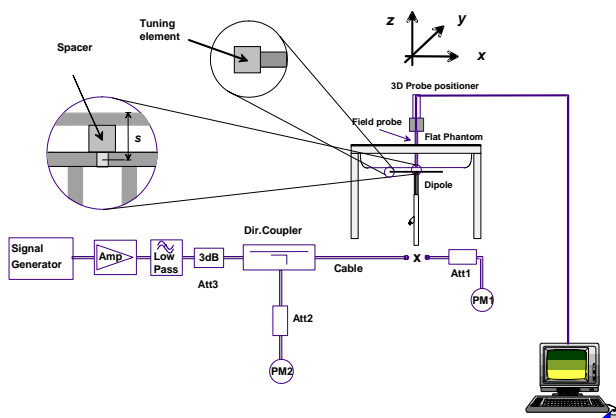 Tuning
element
Spacer
s
z
y
x
3D Probe positioner
Field probe
Flat Phantom
Dipole
Signal
Generator
Amp
Low
Pass
3dB
Att3
Dir.Coupler
Cable
x
Att1
PM1
Att2
PM2